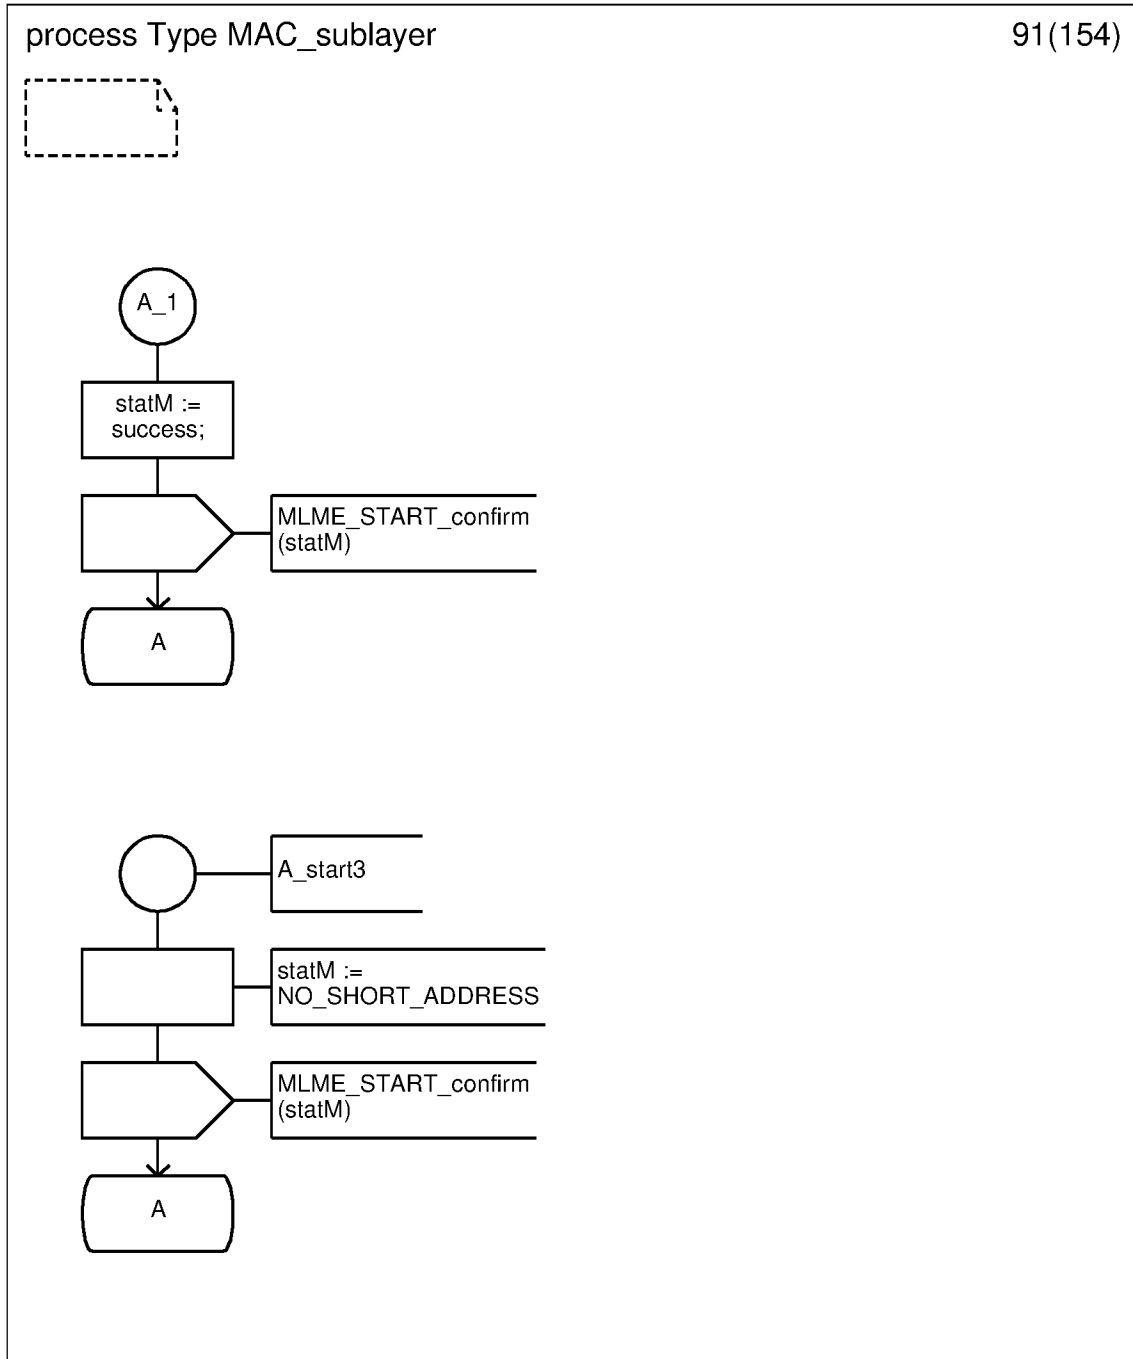 process Type MAC_sublayer
91(154)
A_1
statM :=
success;
MLME_START_confirm
(statM)
A
A_start3
statM :=
NO_SHORT_ADDRESS
MLME_START_confirm
(statM)
A